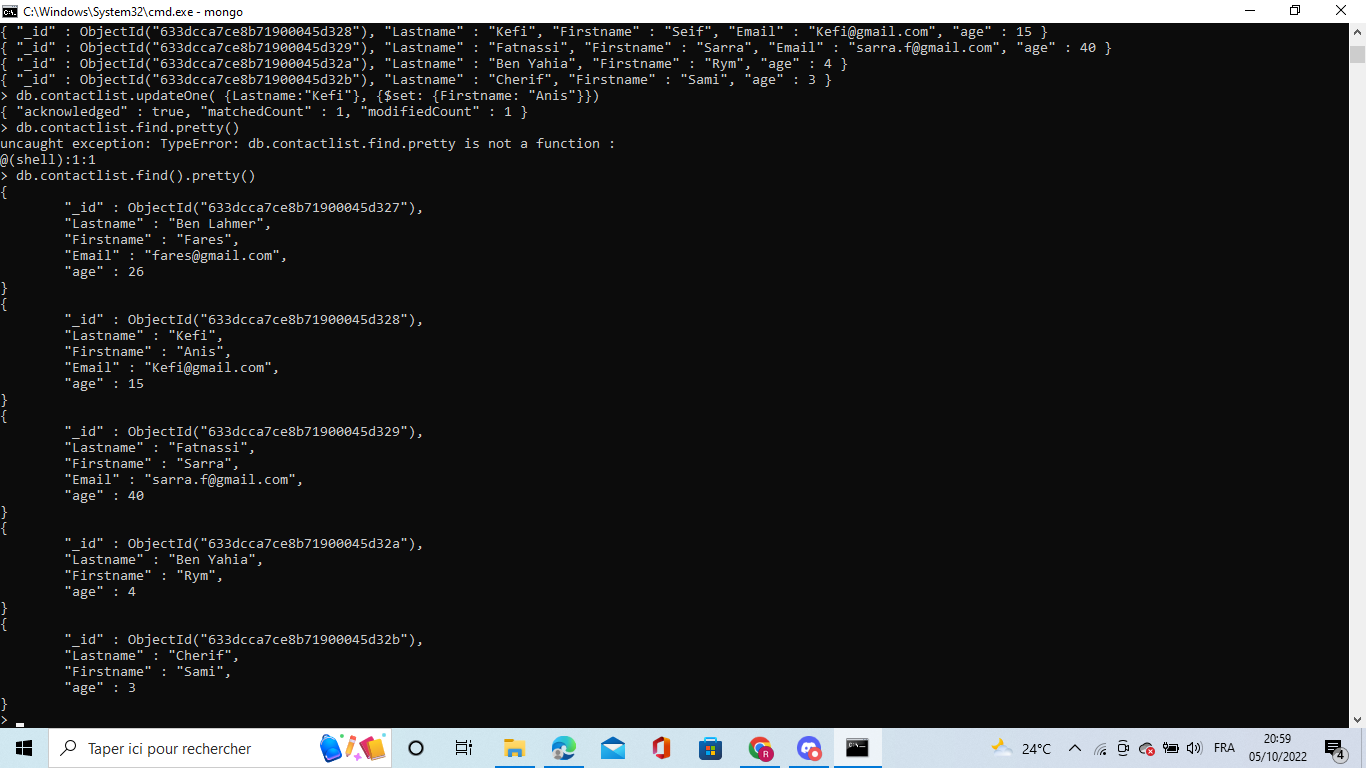 C:\Windows\System32\cmd.exe - mongo
{ "_id" : ObjectId("633dcca7ce8b71900045d328"), "Lastname" : "Kefi", "Firstname" : "Seif", "Email" : "Kefi@gmail.com", "age" : 15 }
{ "_id" : ObjectId("633dcca7ce8b71900045d329"), "Lastname" : "Fatnassi", "Firstname" : "Sarra", "Email" : "sarra.f@gmail.com", "age" : 40 }
{ "_id" : ObjectId("633dcca7ce8b71900045d32a"), "Lastname" : "Ben Yahia", "Firstname" : "Rym", "age" : 4 }
{ "_id" : ObjectId("633dcca7ce8b71900045d32b"), "Lastname" : "Cherif", "Firstname" : "Sami", "age" : 3 }
> db.contactlist.updateOne( {Lastname:"Kefi"}, {$set: {Firstname: "Anis"}})
{ "acknowledged" : true, "matchedCount" : 1, "modifiedCount" : 1 }
> db.contactlist.find.pretty()
uncaught exception: TypeError: db.contactlist.find.pretty is not a function :
@(shell):1:1
> db.contactlist.find().pretty()
{
"_id" : ObjectId("633dcca7ce8b71900045d327"),
"Lastname" : "Ben Lahmer",
"Firstname" : "Fares",
"Email" : "fares@gmail.com",
"age" : 26
}
{
"_id" : ObjectId("633dcca7ce8b71900045d328"),
"Lastname" : "Kefi",
"Firstname" : "Anis",
"Email" : "Kefi@gmail.com",
"age" : 15
}
{
"_id" : ObjectId("633dcca7ce8b71900045d329"),
"Lastname" : "Fatnassi",
"Firstname" : "Sarra",
"Email" : "sarra.f@gmail.com",
"age" : 40
}
{
"_id" : ObjectId("633dcca7ce8b71900045d32a"),
"Lastname" : "Ben Yahia",
"Firstname" : "Rym",
"age" : 4
}
{
"_id" : ObjectId("633dcca7ce8b71900045d32b"),
"Lastname" : "Cherif",
"Firstname" : "Sami",
"age" : 3
}
>
Taper ici pour rechercher
R
24°C
FRA
20:59
05/10/2022
4